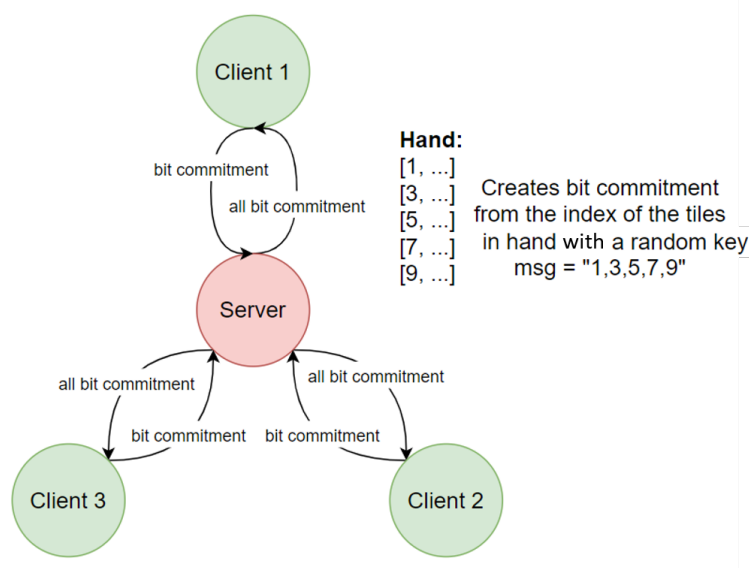 Client 1
bit commitment
all bit commitment
Hand:
[1, ...]
[3, ...]
[5, ...]
[7, ...]
[9, ...]
Creates bit commitment
from the index of the tiles
in hand with a random key
msg = "1,3,5,7,9"
Server
all bit commitment
all bit commitment
bit commitment
bit commitment
Client 3
Client 2